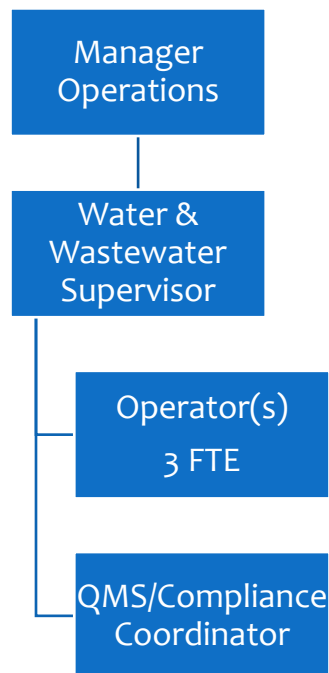 Manager
Operations
Water &
Wastewater
Supervisor
Operator(s)
3 FTE
QMS/Compliance
Coordinator